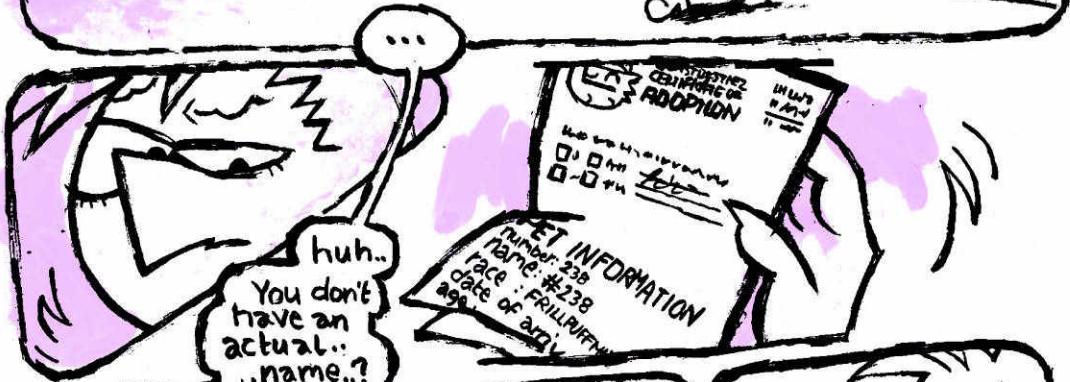 ...
CERTIFICATE OF
ADOPTION
PET INFORMATION
number: 238
name: #238
race : FRILLPUFF
date of
age
huh..
You don't
have an
actual..
..name..?